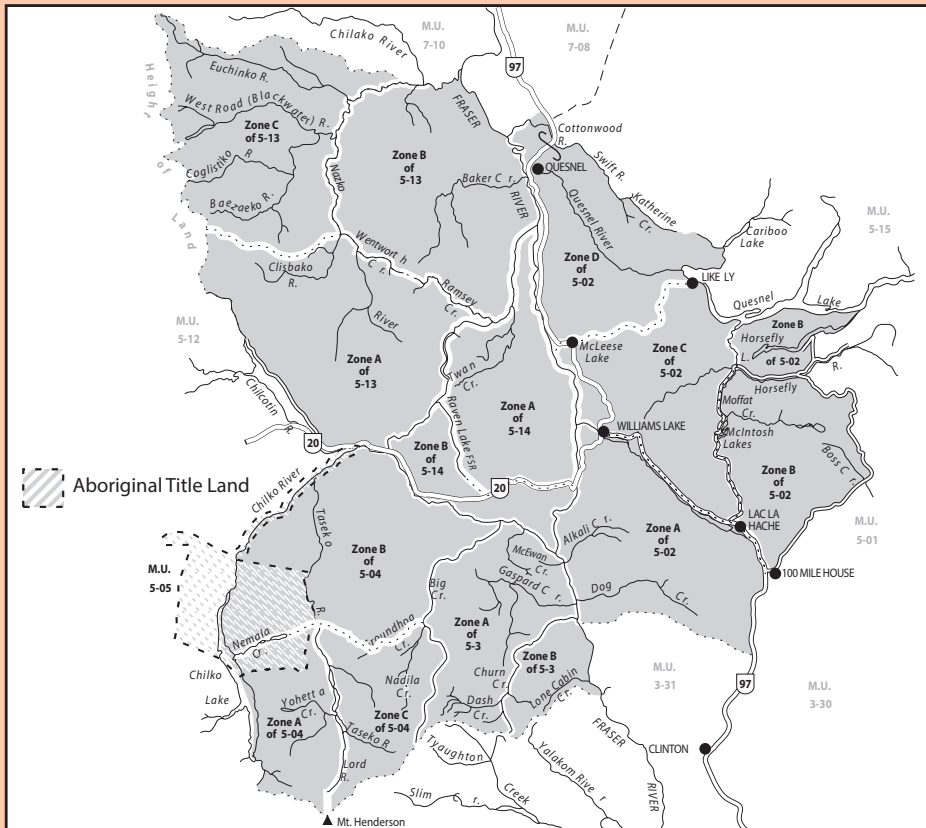 M.U.
7-10
M.U.
7-08
Chilako River
97
Height of Land
Euchinko R.
West Road (Blackwater) R.
Zone C
of 5-13
FRASER
RIVER
Cottonwood
R.
Coglistiko R
Nazko
Zone B
of
5-13
Baker Cr.
QUESNEL
Swift R.
Katherine
Cr.
Baezaeko R.
Quesnel River
M.U.
5-15
Cariboo
Lake
Wentworth
Cr.
Clisbako
R.
Zone D
of
5-02
LIKELY
Ramsey
Cr.
Quesnel Lake
River
M.U.
5-12
Zone B
Horsefly
L.
of 5-02
R.
McLeese
Lake
Zone C
of
5-02
Zone A
of
5-13
Twan
Cr.
Horsefly
Chilcotin
R.
Raven Lake FSR
Zone A
of
5-14
Moffat
Cr.
WILLIAMS LAKE
McIntosh
Lakes
20
Zone B
of
5-14
Boss Cr.
Zone B
of
5-02
20
Aboriginal Title Land
Chilko River
Taseko
R.
LAC LA
HACHE
Alkali Cr.
Zone A
of
5-02
M.U.
5-01
Zone B
of
5-04
McEwan
Cr.
M.U.
5-05
Gaspard Cr.
100 MILE HOUSE
Big
Cr.
Dog
Cr.
Zone A
of
5-3
Nemaia
Cr.
Cr.
Zone B
of 5-3
Chilko
Lake
Nadila
Cr.
Churn
Cr.
Lone Cabin
Cr.
M.U.
3-31
97
M.U.
3-30
Yohetta
Cr.
Zone A
of 5-04
Zone C
of 5-04
Dash
Cr.
Taseko R
FRASER
RIVER
Tyaughton
Creek
Yalakom River
CLINTON
Lord
R.
Slim Cr.
Mt. Henderson